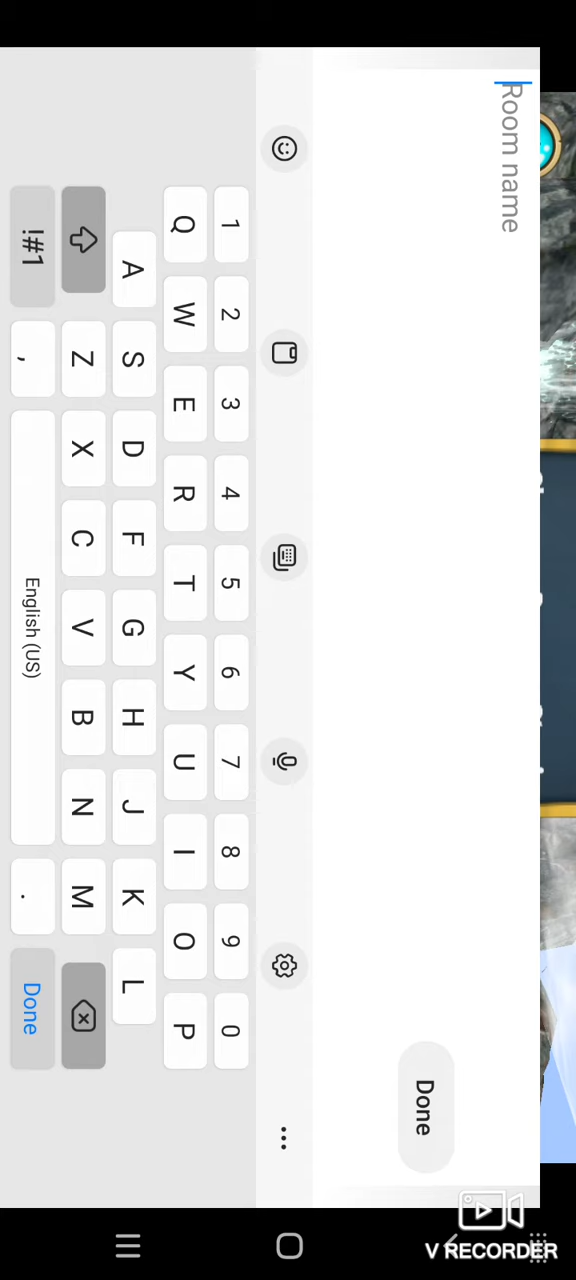 Room name
Done
1 2 3 4 5 6 7 8 9 0
Q W E R T Y U I O P
A S D F G H J K L
Z X C V B N M
!#1 , English (US) . Done
V RECORDER